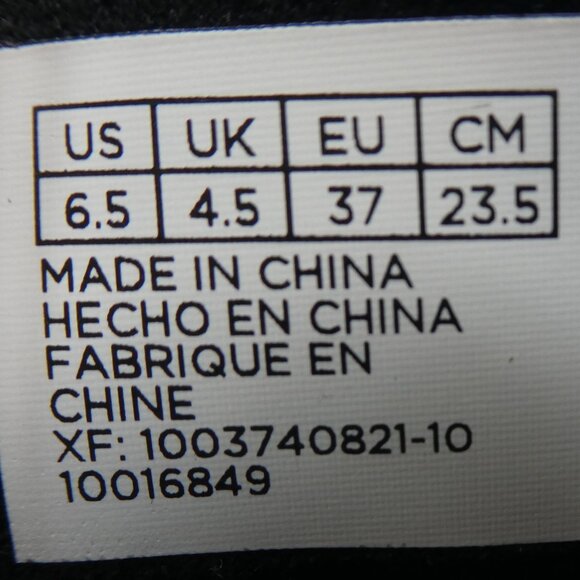 US UK EU CM
6.5 4.5 37 23.5
MADE IN CHINA
HECHO EN CHINA
FABRIQUE EN
CHINE
XF: 1003740821-10
10016849